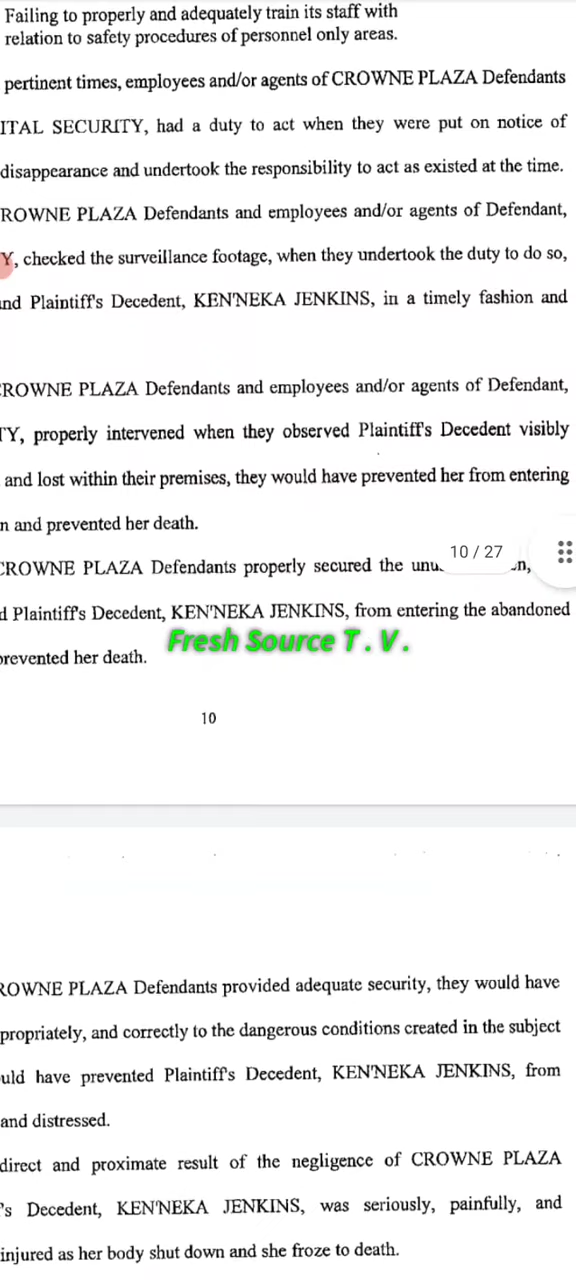 Failing to properly and adequately train its staff with
relation to safety procedures of personnel only areas.
pertinent times, employees and/or agents of CROWNE PLAZA Defendants
ITAL SECURITY, had a duty to act when they were put on notice of
disappearance and undertook the responsibility to act as existed at the time.
ROWNE PLAZA Defendants and employees and/or agents of Defendant,
Y, checked the surveillance footage, when they undertook the duty to do so,
nd Plaintiff's Decedent, KEN'NEKA JENKINS, in a timely fashion and
ROWNE PLAZA Defendants and employees and/or agents of Defendant,
TY, properly intervened when they observed Plaintiff's Decedent visibly
and lost within their premises, they would have prevented her from entering
n and prevented her death.
10 / 27
CROWNE PLAZA Defendants properly secured the
d Plaintiff's Decedent, KEN'NEKA JENKINS, from entering the abandoned
Fresh Source T.V.
prevented her death.
10
ROWNE PLAZA Defendants provided adequate security, they would have
propriately, and correctly to the dangerous conditions created in the subject
uld have prevented Plaintiff's Decedent, KEN'NEKA JENKINS, from
and distressed.
direct and proximate result of the negligence of CROWNE PLAZA
's Decedent, KEN'NEKA JENKINS, was seriously, painfully, and
injured as her body shut down and she froze to death.